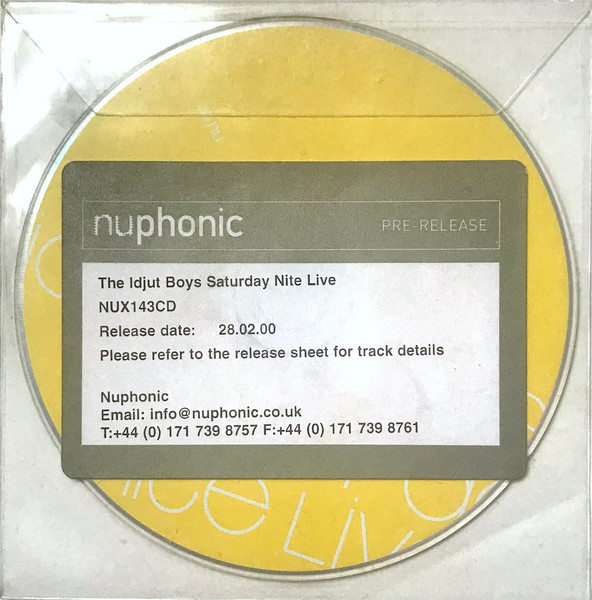 nuphonic PRE-RELEASE
The Idjut Boys Saturday Nite Live
NUX143CD
Release date: 28.02.00
Please refer to the release sheet for track details
Nuphonic
Email: info@nuphonic.co.uk
T:+44 (0) 171 739 8757 F:+44 (0) 171 739 8761